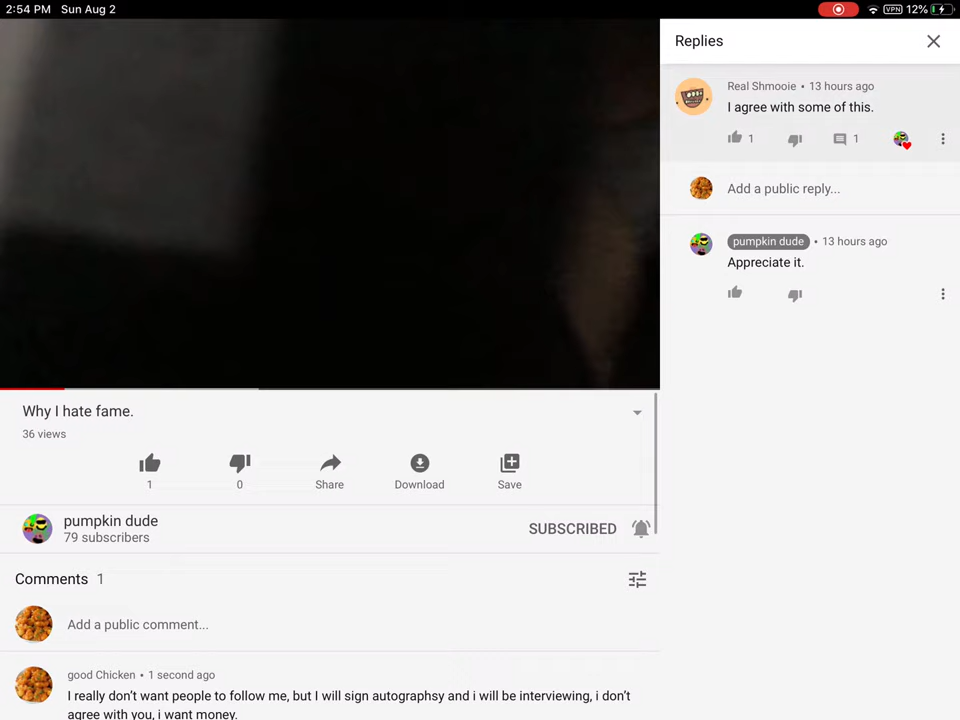 2:54 PM Sun Aug 2
VPN 12%
Replies
Real Shmooie • 13 hours ago
I agree with some of this.
1
1
Add a public reply...
pumpkin dude • 13 hours ago
Appreciate it.
Why I hate fame.
36 views
1
0
Share
Download
Save
pumpkin dude
79 subscribers
SUBSCRIBED
Comments 1
Add a public comment...
good Chicken • 1 second ago
I really don’t want people to follow me, but I will sign autographsy and i will be interviewing, i don’t
agree with you, i want money.